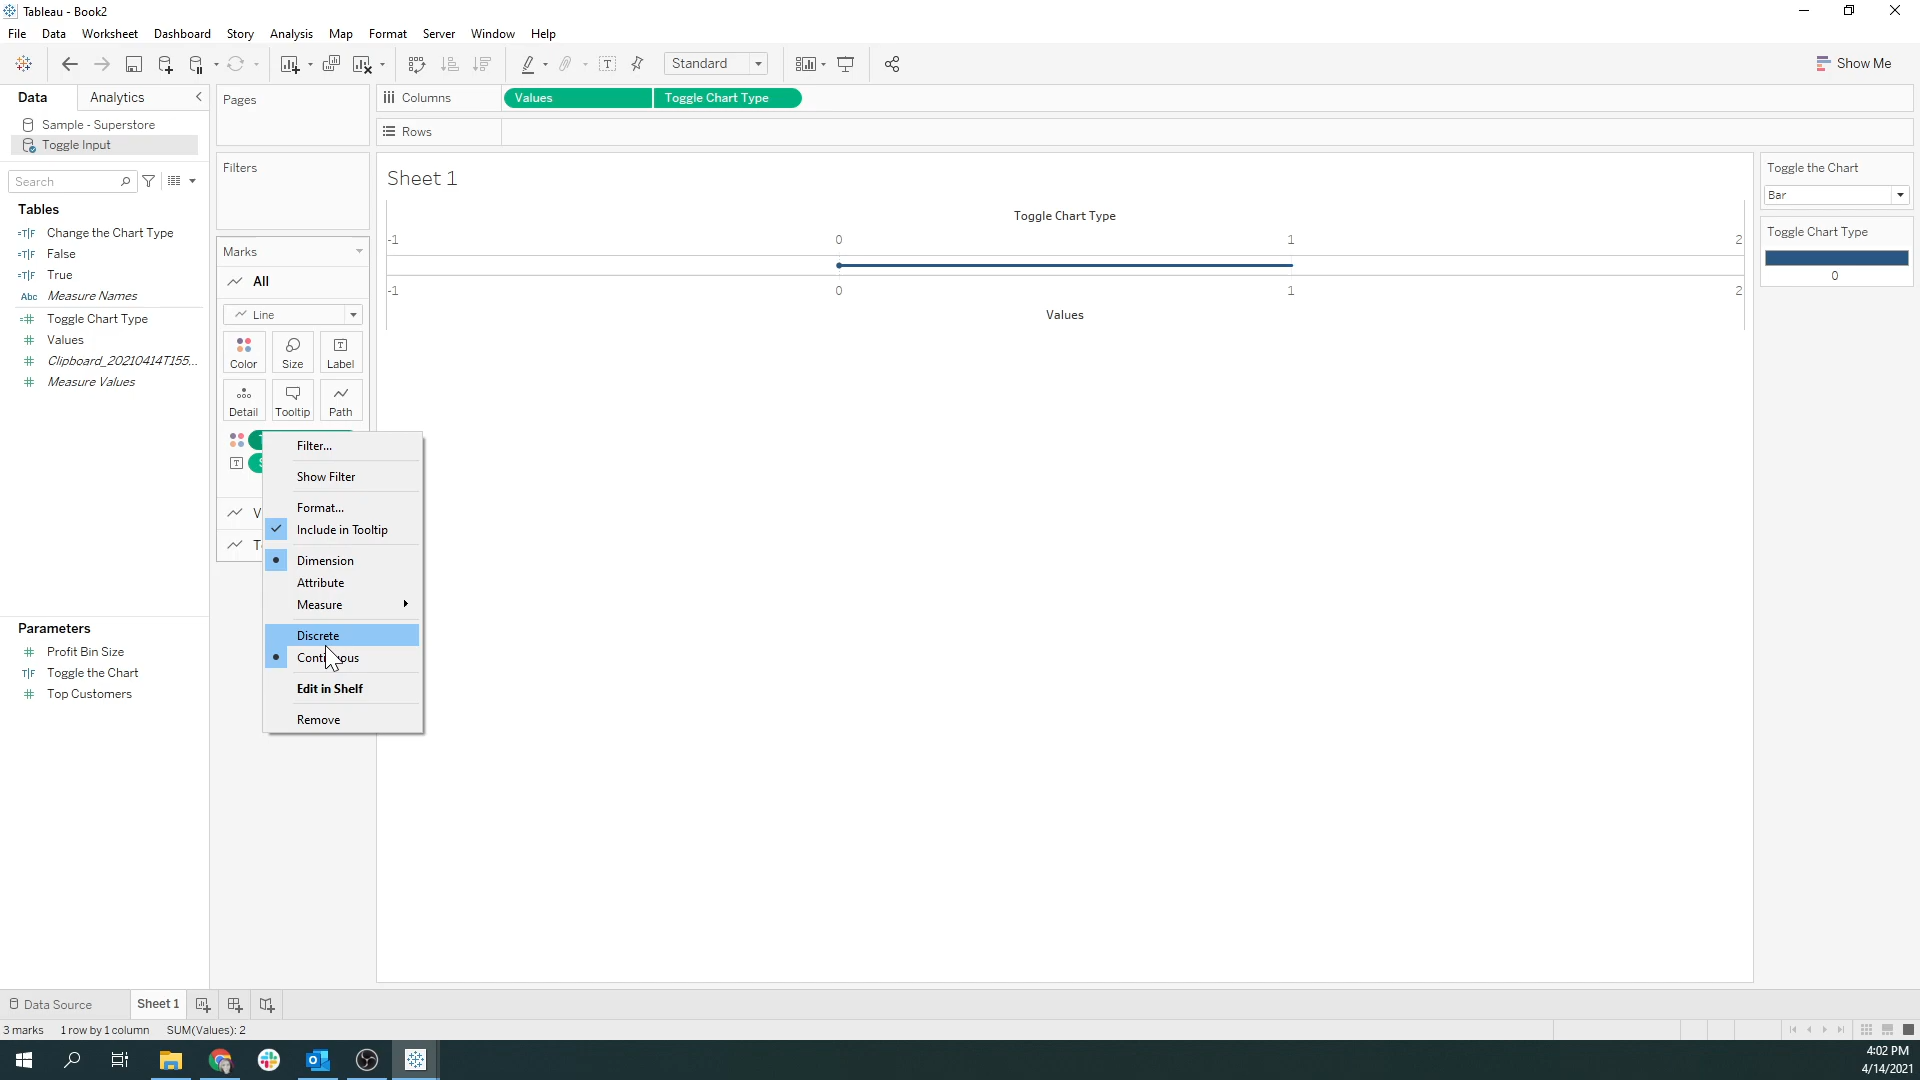 Tableau - Book2
File Data Worksheet Dashboard Story Analysis Map Format Server Window Help
Standard
Show Me
Data Analytics
Sample - Superstore
Toggle Input
Search
Tables
=T|F Change the Chart Type
=T|F False
=T|F True
Abc Measure Names
=# Toggle Chart Type
# Values
# Clipboard_20210414T155...
# Measure Values
Parameters
# Profit Bin Size
T|F Toggle the Chart
# Top Customers
Pages
Filters
Marks
All
Line
Color Size Label
Detail Tooltip Path
Filter...
Show Filter
Format...
Include in Tooltip
Dimension
Attribute
Measure
Discrete
Continuous
Edit in Shelf
Remove
Columns Values Toggle Chart Type
Rows
Sheet 1
Toggle Chart Type
-1 0 1 2
-1 0 1 2
Values
Toggle the Chart
Bar
Toggle Chart Type
0
Data Source Sheet 1
3 marks 1 row by 1 column SUM(Values): 2
4:02 PM
4/14/2021